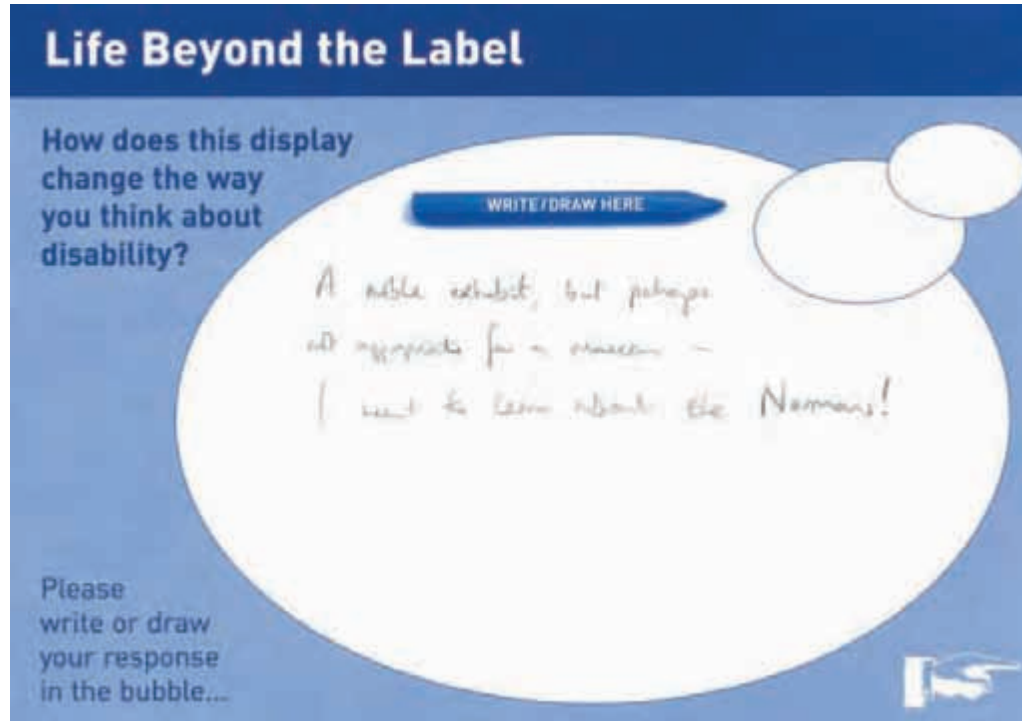 Life Beyond the Label
How does this display
change the way
you think about
disability?
WRITE/DRAW HERE
A noble exhibit, but perhaps
not appropriate for a museum –
I want to learn about the Normans!
Please
write or draw
your response
in the bubble...